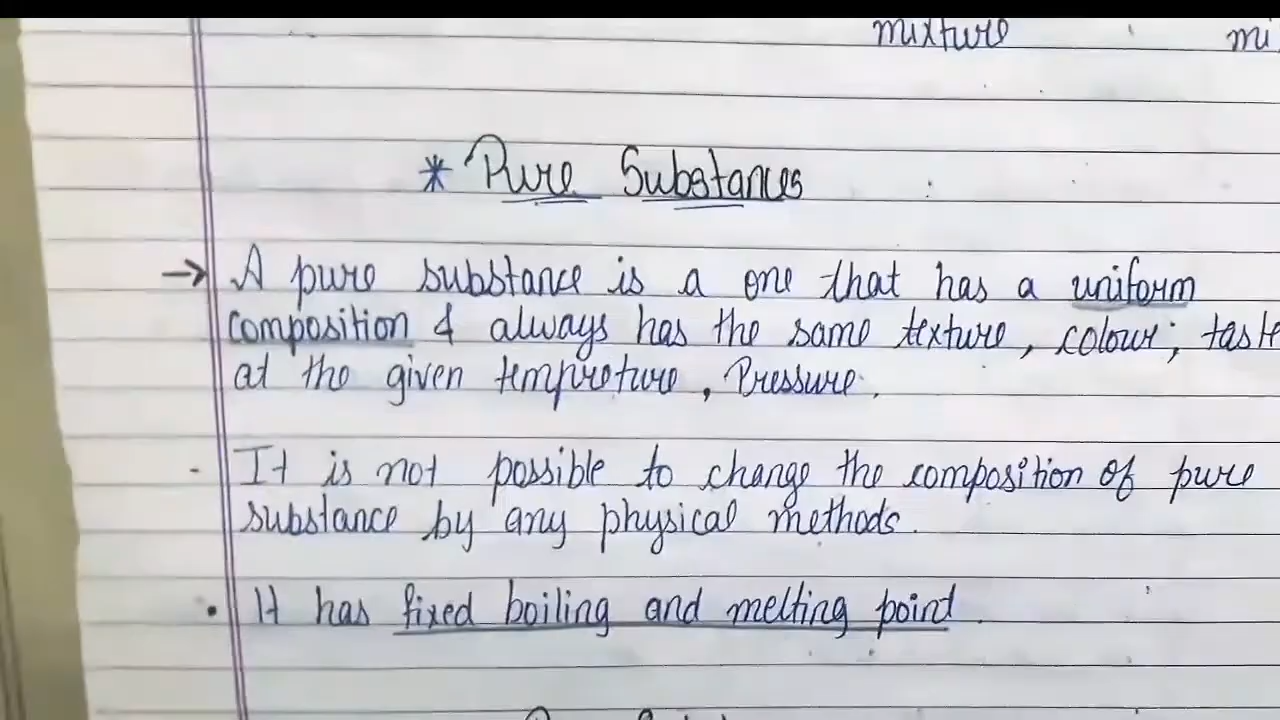 mixture mi
* Pure Substances
→ A pure substance is a one that has a uniform
composition & always has the same texture, colour, taste
at the given tempreture, Pressure.
- It is not possible to change the composition of pure
substance by any physical methods.
• It has fixed boiling and melting point.